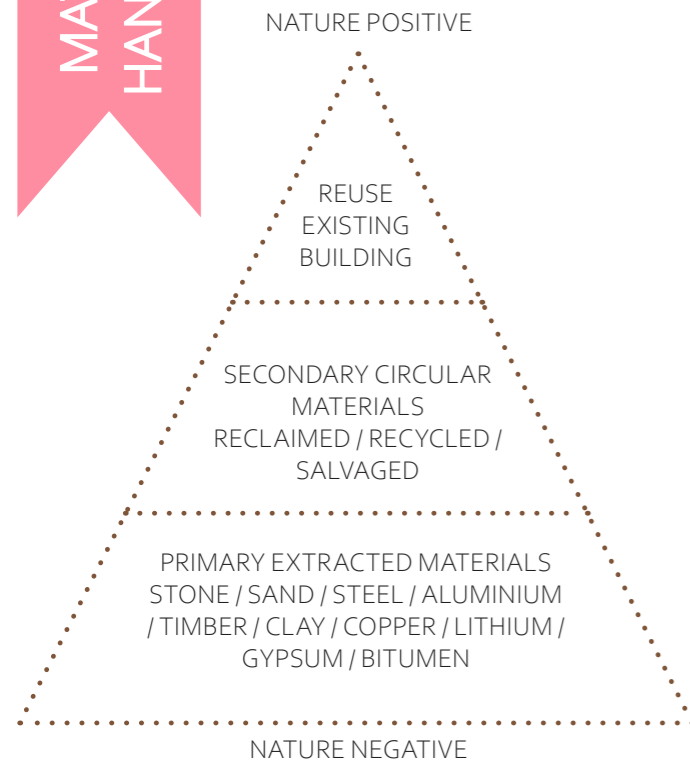 NATURE POSITIVE
REUSE
EXISTING
BUILDING
SECONDARY CIRCULAR
MATERIALS
RECLAIMED / RECYCLED /
SALVAGED
PRIMARY EXTRACTED MATERIALS
STONE / SAND / STEEL / ALUMINIUM
/ TIMBER / CLAY / COPPER / LITHIUM /
GYPSUM / BITUMEN
NATURE NEGATIVE